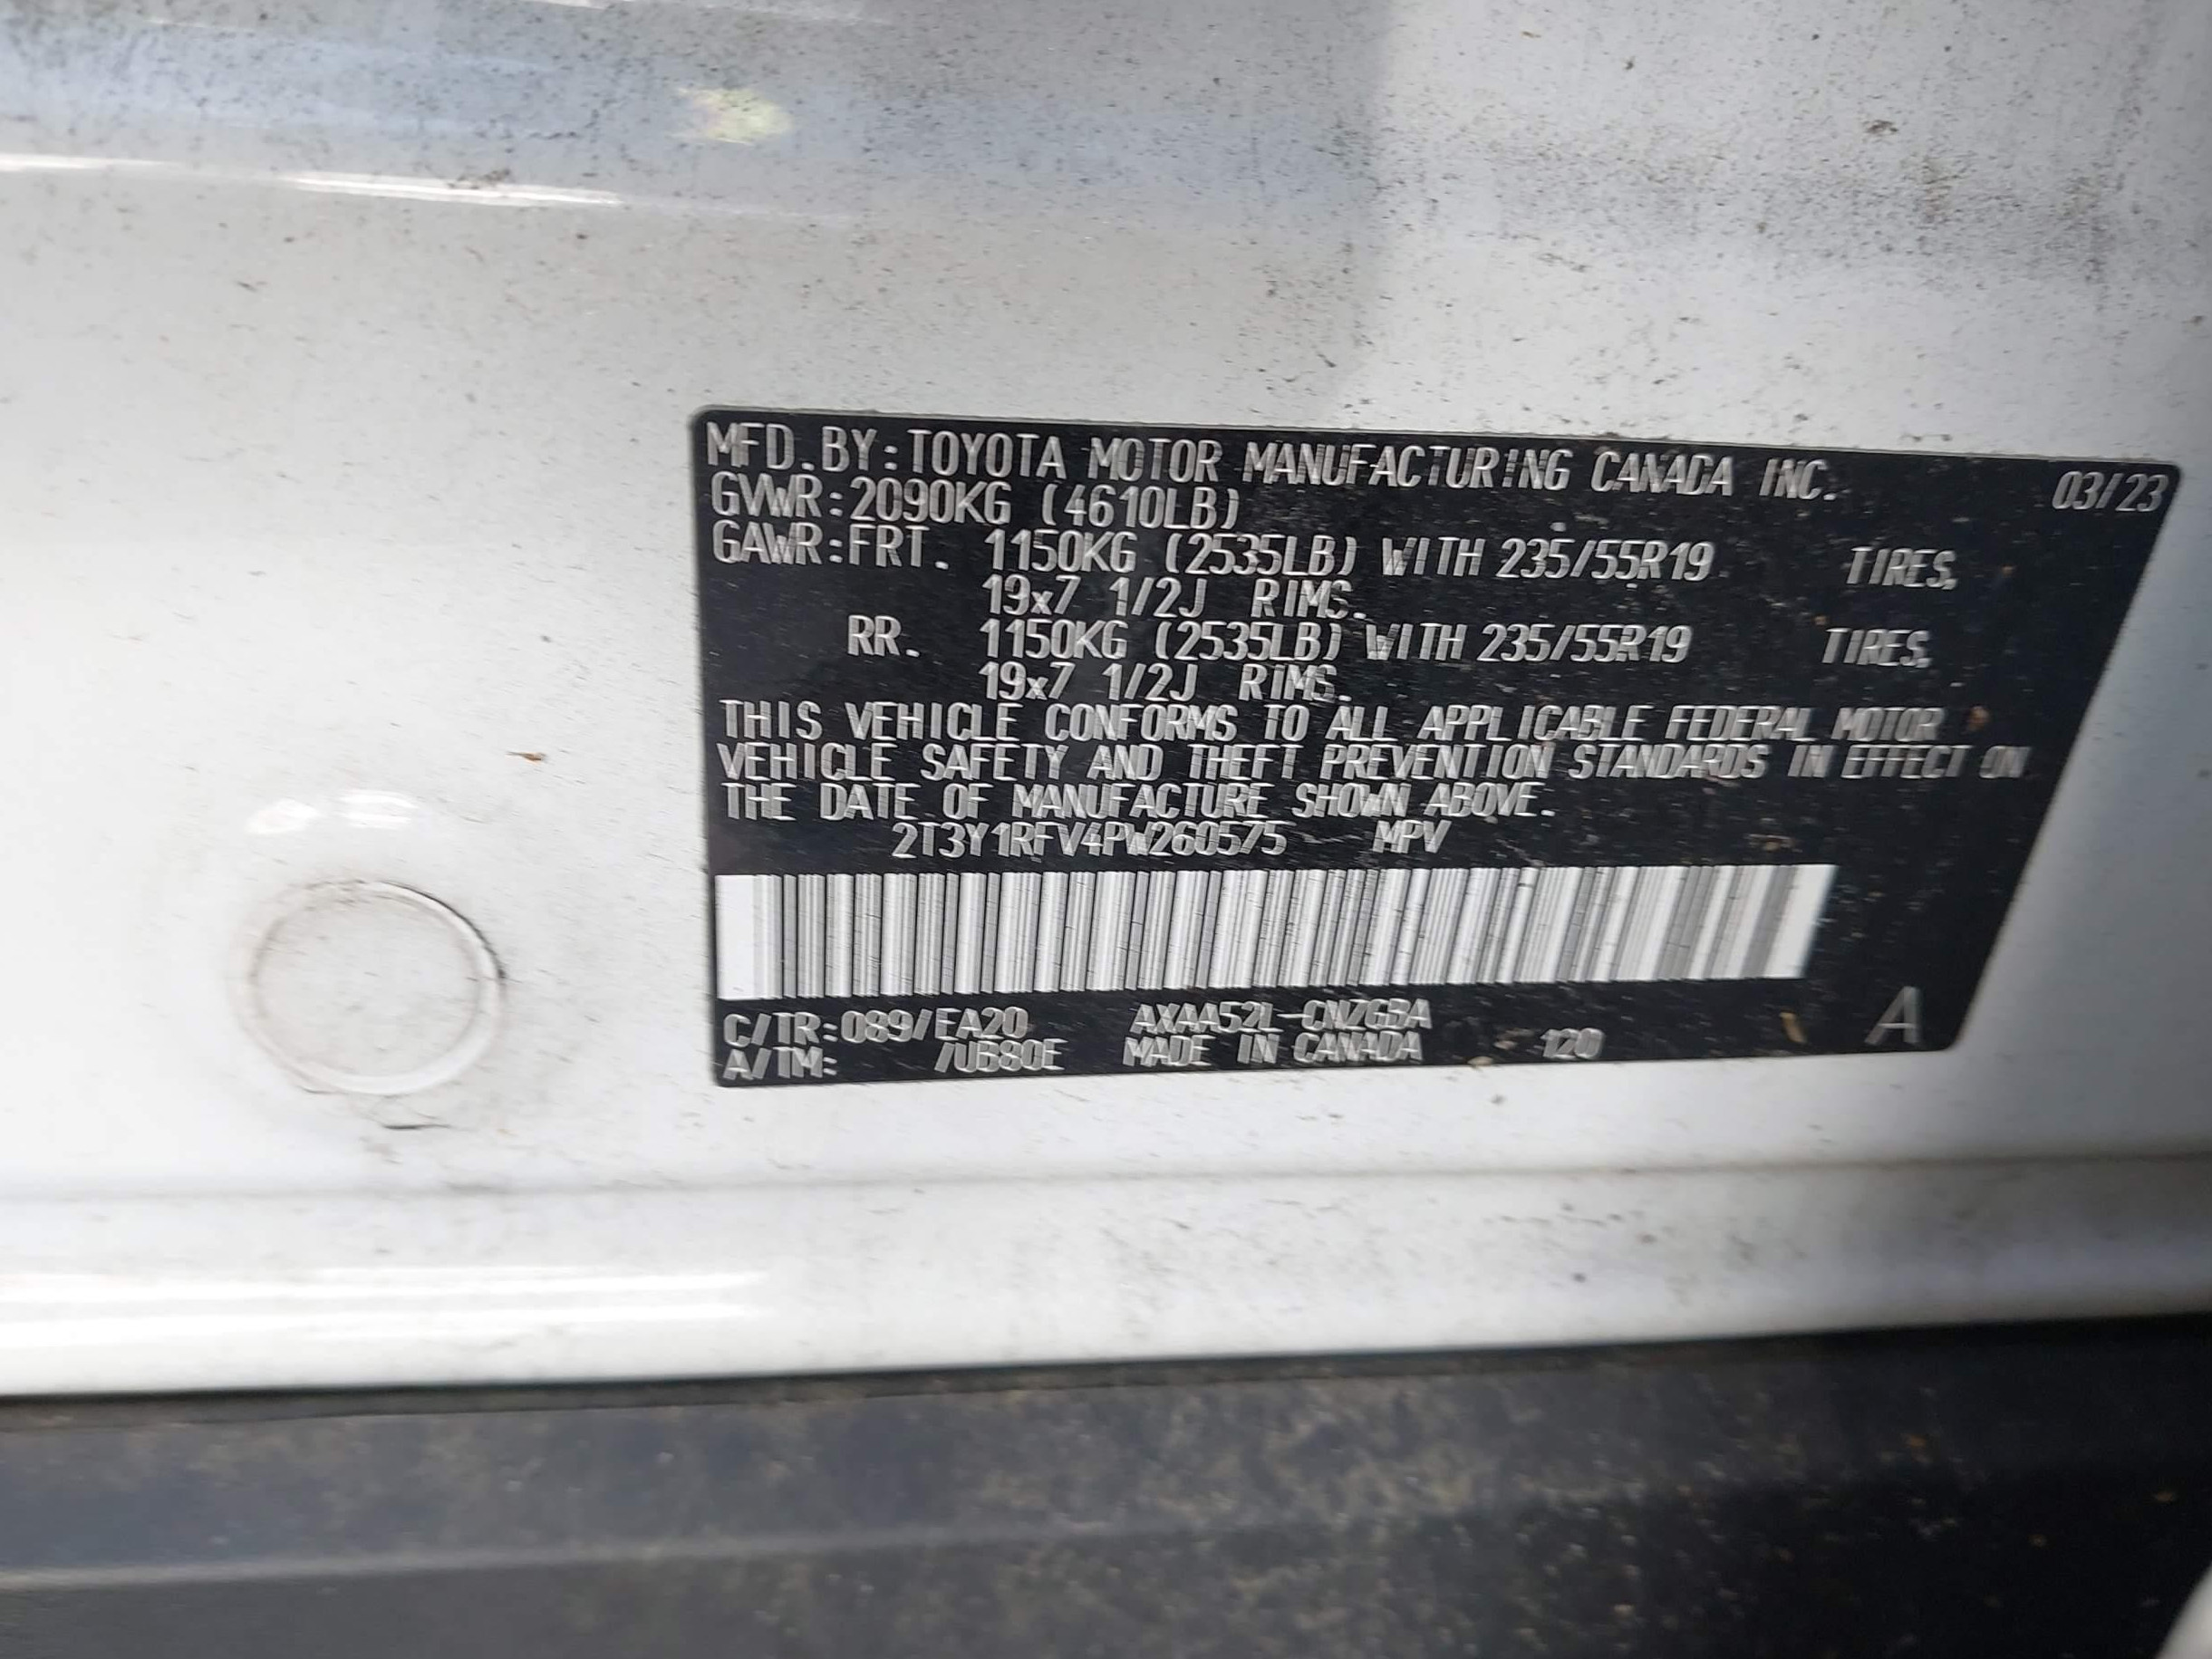 MFD. BY: TOYOTA MOTOR MANUFACTURING CANADA INC. 03/23
GVWR: 2090KG (4610LB)
GAWR: FRT. 1150KG (2535LB) WITH 235/55R19 TIRES,
19x7 1/2J RIMS.
RR. 1150KG (2535LB) WITH 235/55R19 TIRES,
19x7 1/2J RIMS.
THIS VEHICLE CONFORMS TO ALL APPLICABLE FEDERAL MOTOR
VEHICLE SAFETY AND THEFT PREVENTION STANDARDS IN EFFECT ON
THE DATE OF MANUFACTURE SHOWN ABOVE.
2T3Y1RFV4PW260575 MPV
C/TR: 089/EA20 AXAA52L-CNZGBA
A/TM: /UB80E MADE IN CANADA 120 A